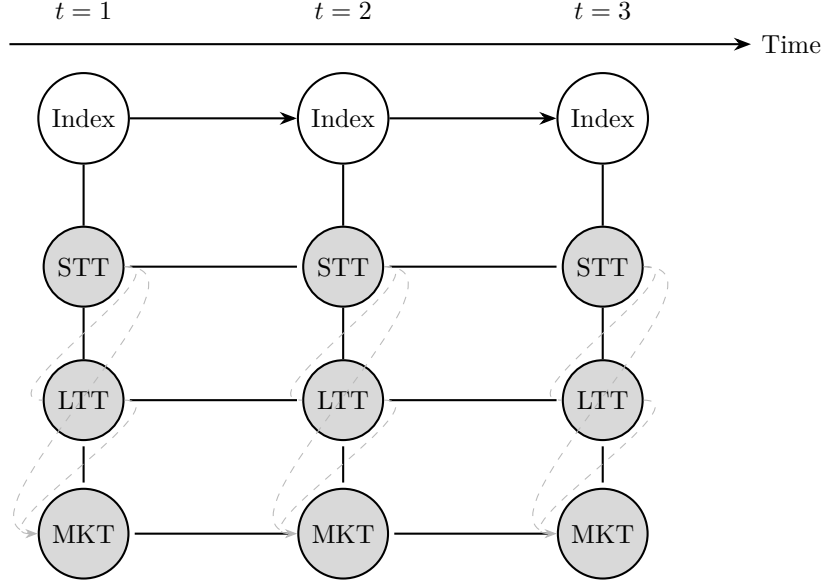 t = 1 t = 2 t = 3
Time
Index Index Index
STT STT STT
LTT LTT LTT
MKT MKT MKT